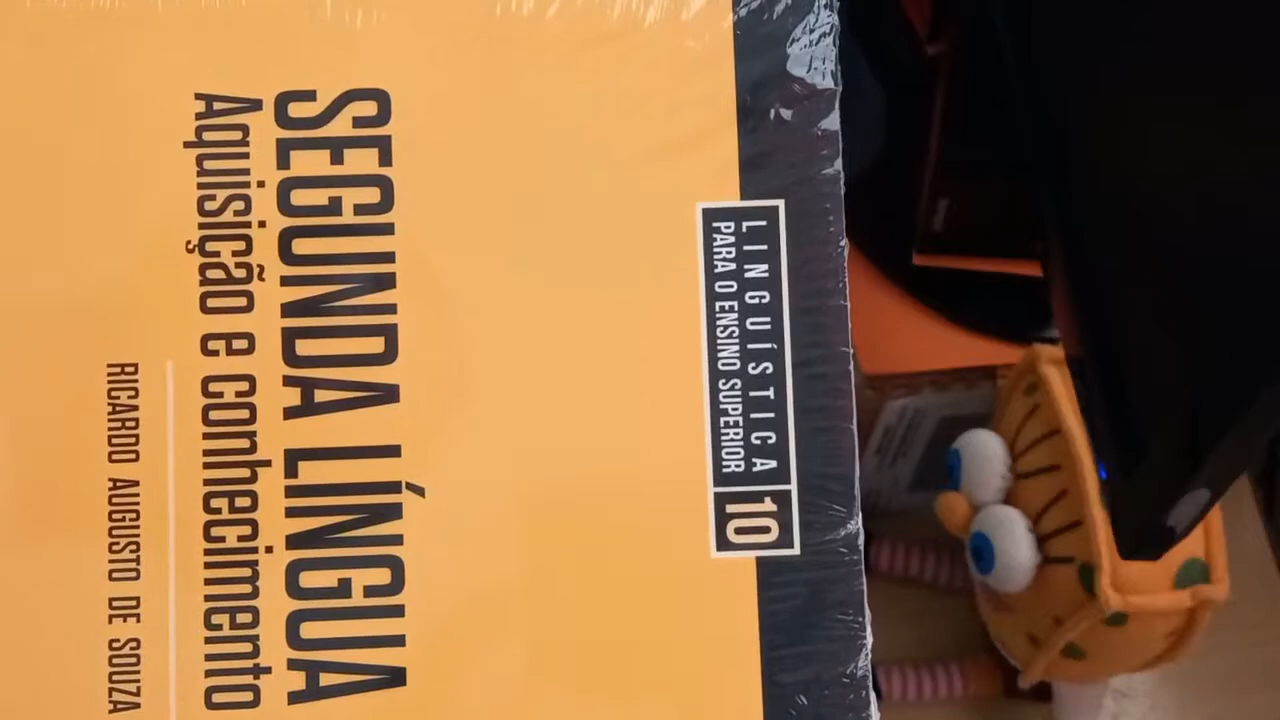 LINGUÍSTICA
PARA O ENSINO SUPERIOR
10
SEGUNDA LÍNGUA
Aquisição e conhecimento
RICARDO AUGUSTO DE SOUZA